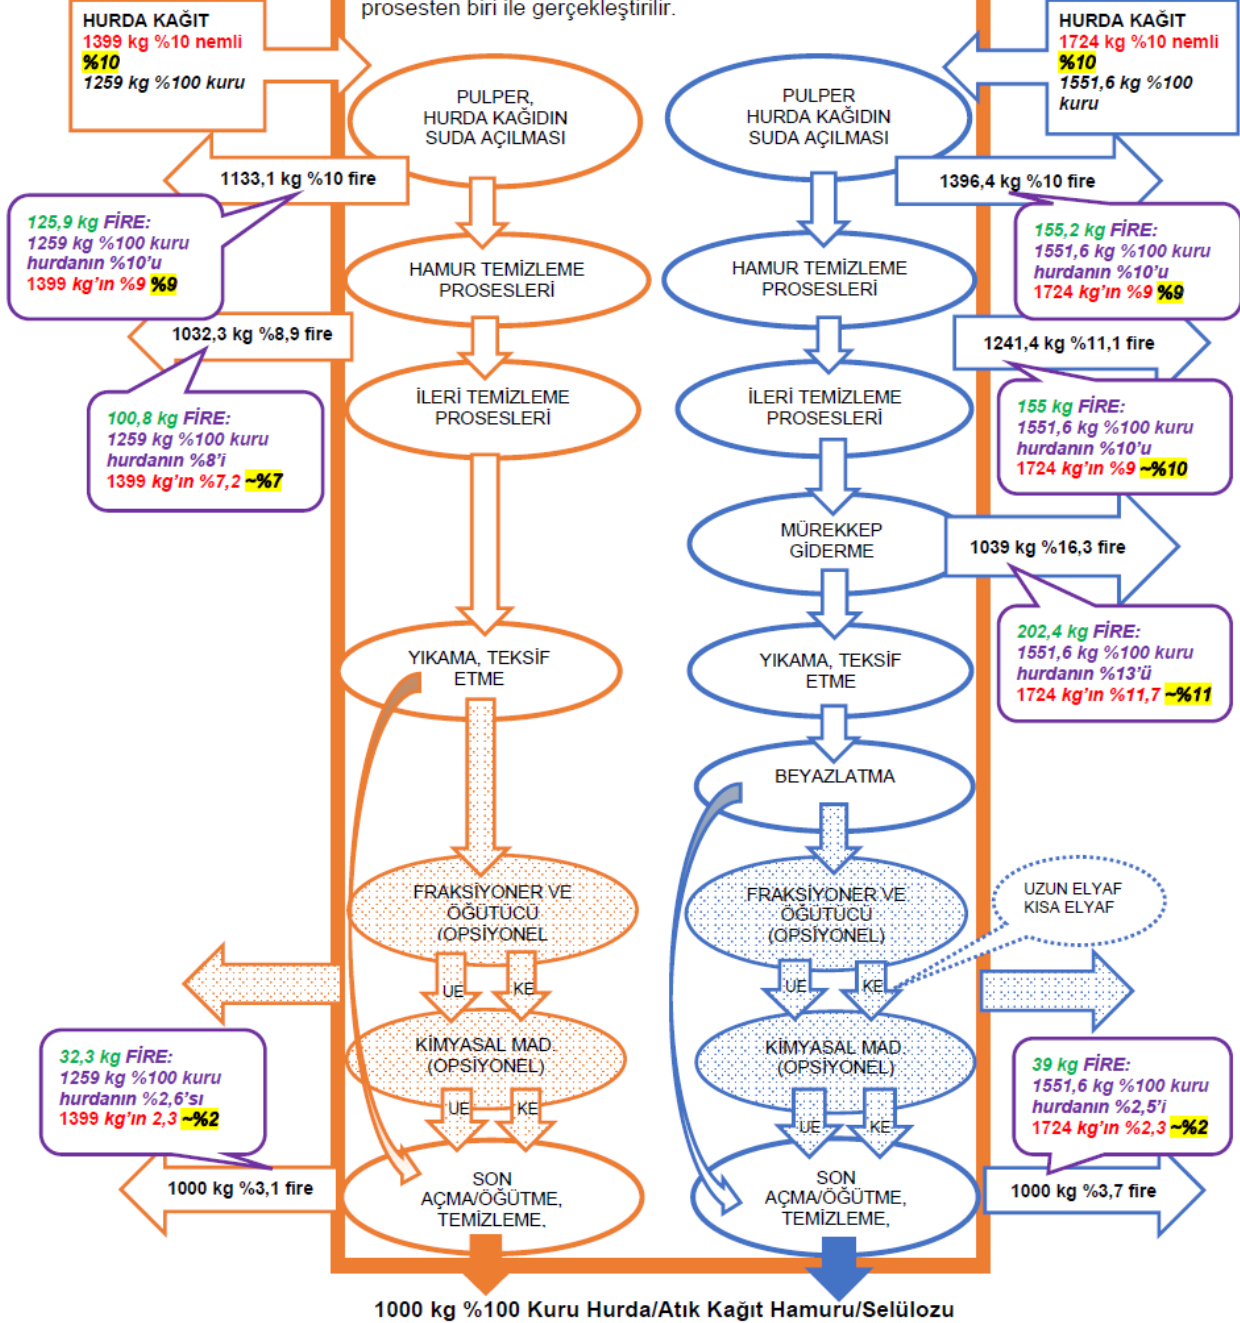 prosesten biri ile gerçekleştirilir.
HURDA KAĞIT
1399 kg %10 nemli
%10
1259 kg %100 kuru
HURDA KAĞIT
1724 kg %10 nemli
%10
1551,6 kg %100
kuru
PULPER,
HURDA KAĞIDIN
SUDA AÇILMASI
PULPER
HURDA KAĞIDIN
SUDA AÇILMASI
1133,1 kg %10 fire
1396,4 kg %10 fire
125,9 kg FİRE:
1259 kg %100 kuru
hurdanın %10'u
1399 kg'ın %9 %9
155,2 kg FİRE:
1551,6 kg %100 kuru
hurdanın %10'u
1724 kg'ın %9 %9
HAMUR TEMİZLEME
PROSESLERİ
HAMUR TEMİZLEME
PROSESLERİ
1032,3 kg %8,9 fire
1241,4 kg %11,1 fire
İLERİ TEMİZLEME
PROSESLERİ
İLERİ TEMİZLEME
PROSESLERİ
100,8 kg FİRE:
1259 kg %100 kuru
hurdanın %8'i
1399 kg'ın %7,2 ~%7
155 kg FİRE:
1551,6 kg %100 kuru
hurdanın %10'u
1724 kg'ın %9 ~%10
MÜREKKEP
GİDERME
1039 kg %16,3 fire
202,4 kg FİRE:
1551,6 kg %100 kuru
hurdanın %13'ü
1724 kg'ın %11,7 ~%11
YIKAMA, TEKSİF
ETME
YIKAMA, TEKSİF
ETME
BEYAZLATMA
FRAKSİYONER VE
ÖĞÜTÜCÜ
(OPSİYONEL
FRAKSİYONER VE
ÖĞÜTÜCÜ
(OPSİYONEL)
UZUN ELYAF
KISA ELYAF
UE
KE
UE
KE
KİMYASAL MAD.
(OPSİYONEL)
KİMYASAL MAD.
(OPSİYONEL)
32,3 kg FİRE:
1259 kg %100 kuru
hurdanın %2,6'sı
1399 kg'ın 2,3 ~%2
39 kg FİRE:
1551,6 kg %100 kuru
hurdanın %2,5'i
1724 kg'ın %2,3 ~%2
UE
KE
UE
KE
1000 kg %3,1 fire
SON
AÇMA/ÖĞÜTME,
TEMİZLEME,
SON
AÇMA/ÖĞÜTME,
TEMİZLEME,
1000 kg %3,7 fire
1000 kg %100 Kuru Hurda/Atık Kağıt Hamuru/Selülozu